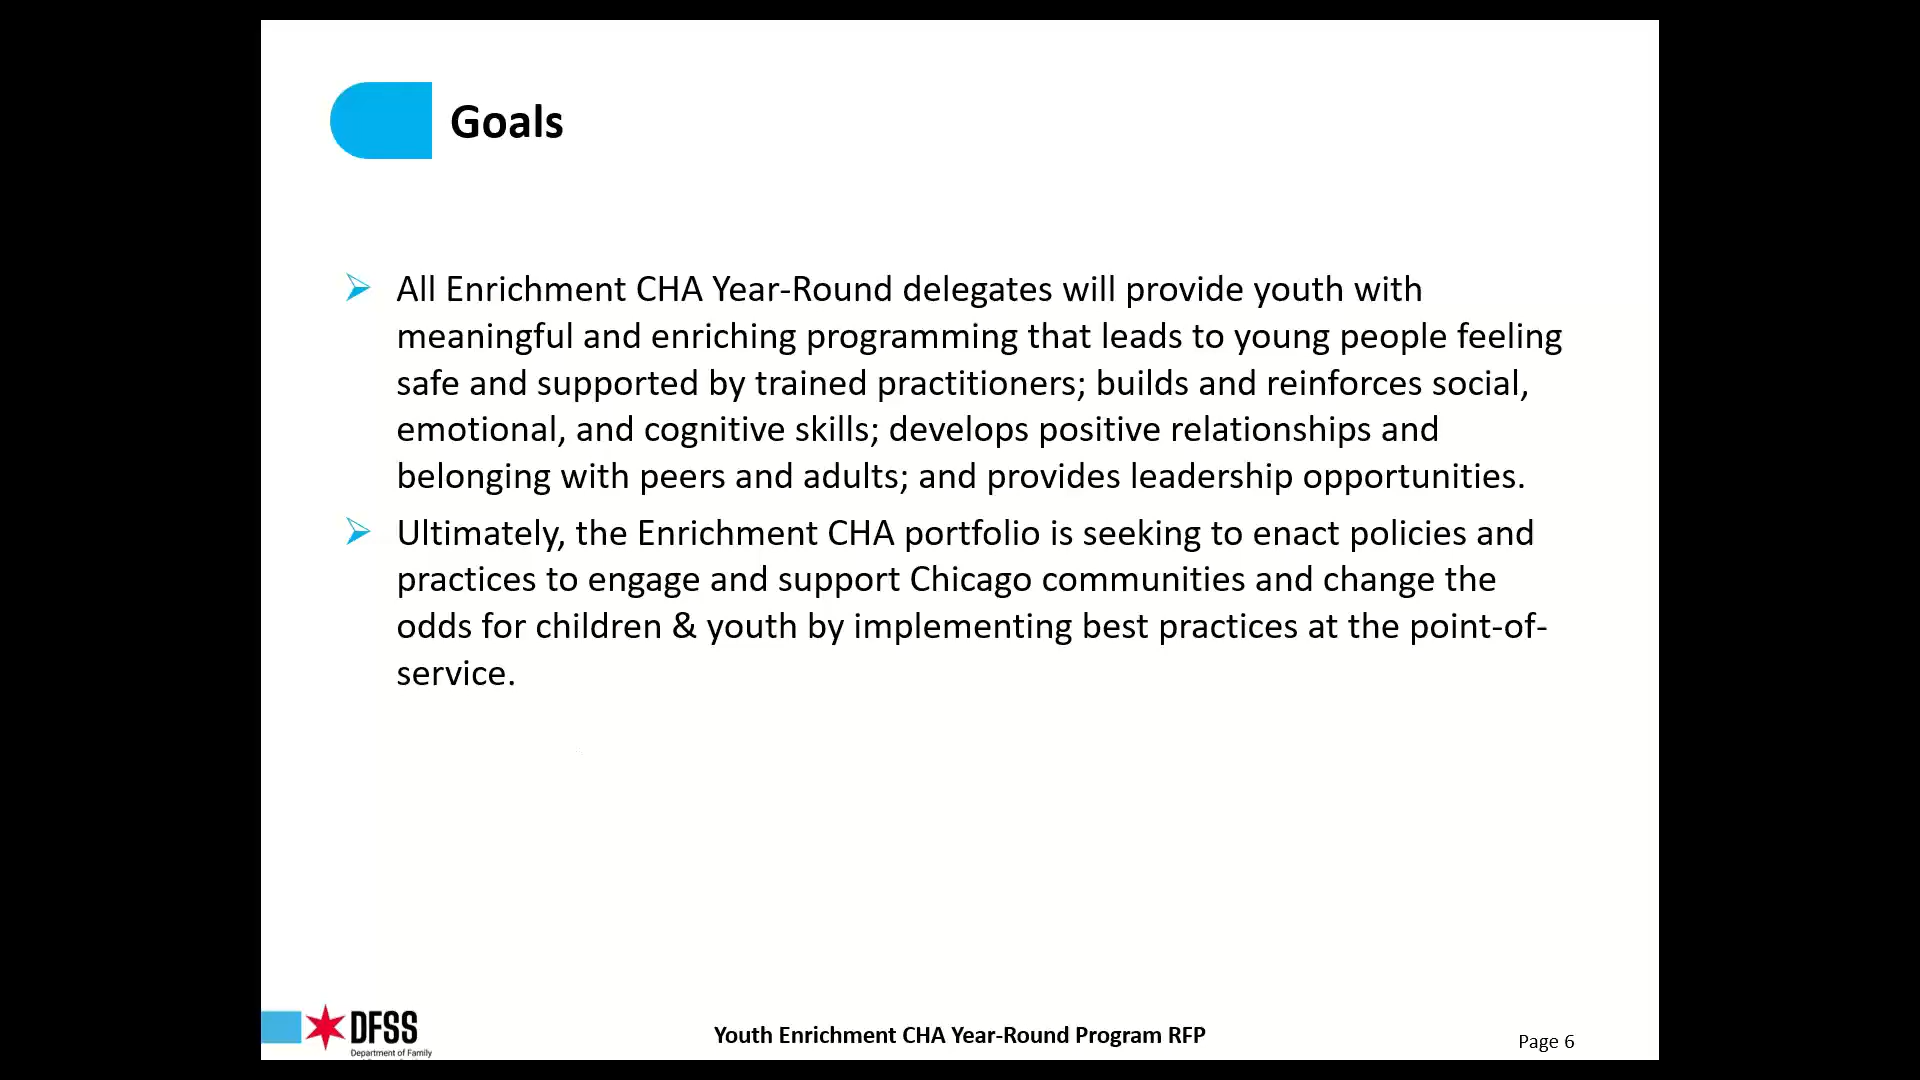 Goals
All Enrichment CHA Year-Round delegates will provide youth with
meaningful and enriching programming that leads to young people feeling
safe and supported by trained practitioners; builds and reinforces social,
emotional, and cognitive skills; develops positive relationships and
belonging with peers and adults; and provides leadership opportunities.
Ultimately, the Enrichment CHA portfolio is seeking to enact policies and
practices to engage and support Chicago communities and change the
odds for children & youth by implementing best practices at the point-of-
service.
DFSS
Department of Family
Youth Enrichment CHA Year-Round Program RFP
Page 6